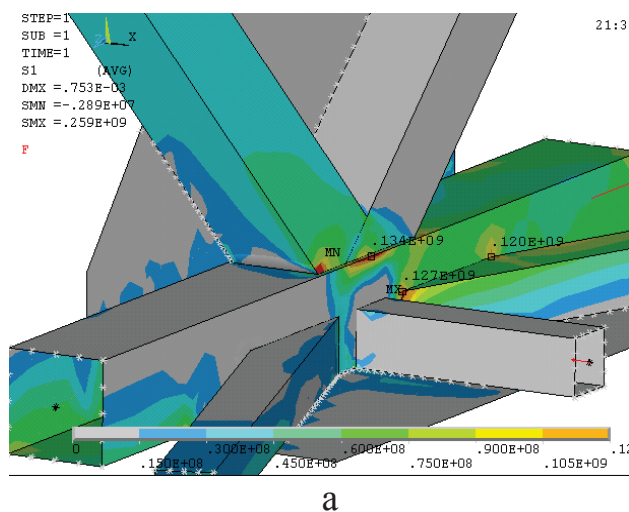 STEP=1
SUB =1
TIME=1
S1 (AVG)
DMX =.753E-03
SMN =-.289E+07
SMX =.259E+09
F
Z X
21:3
MN
.134E+09
.120E+09
.127E+09
MX
0 .300E+08 .600E+08 .900E+08 .12
.150E+08 .450E+08 .750E+08 .105E+09
a